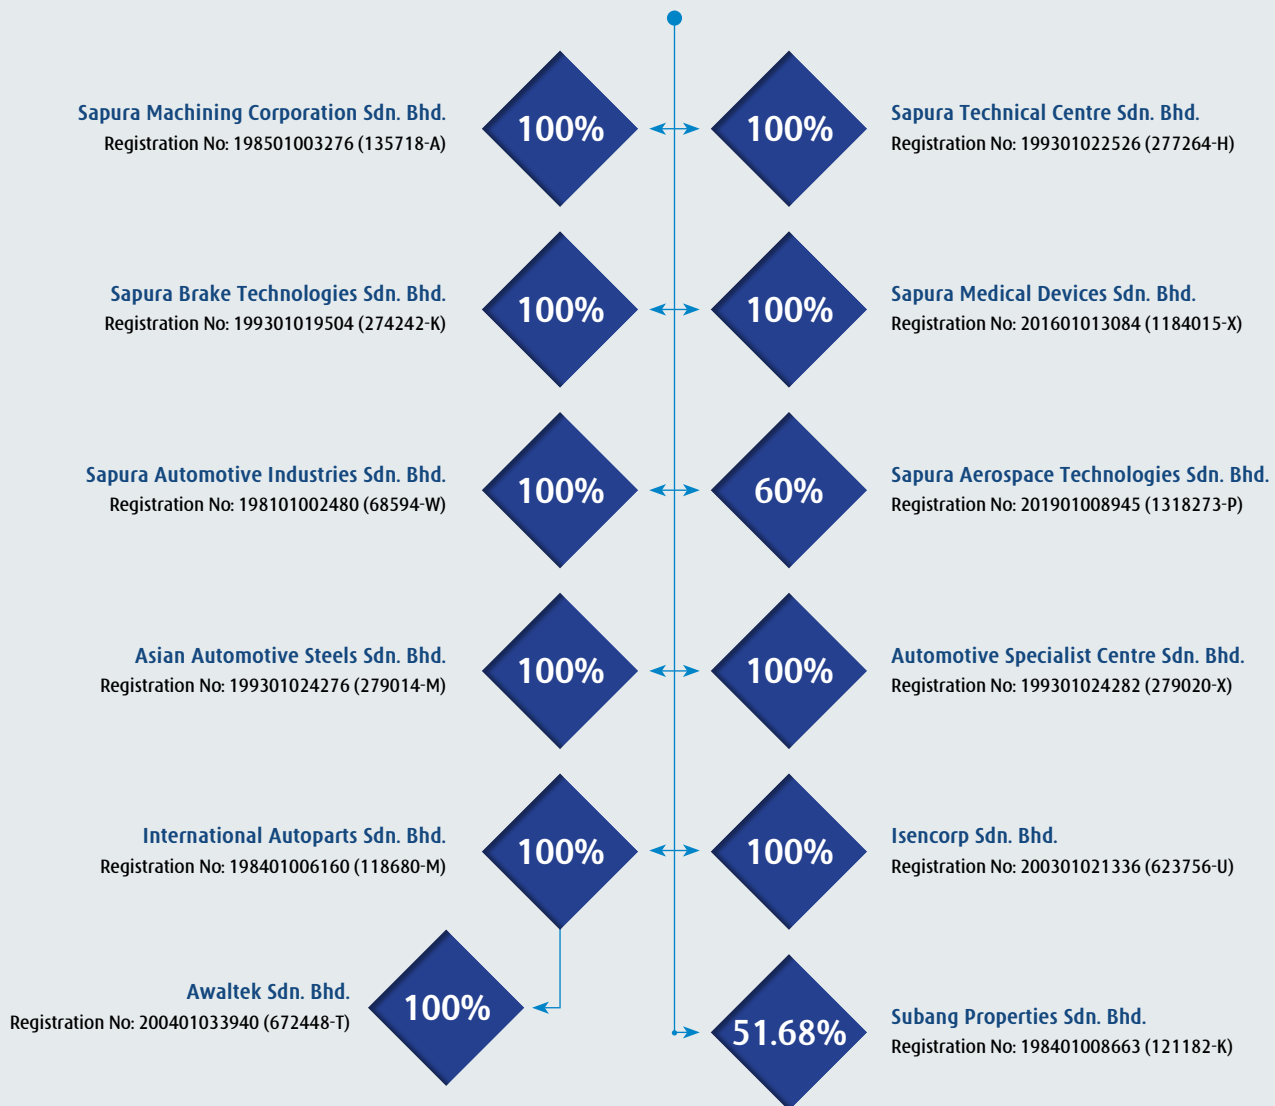 Sapura Machining Corporation Sdn. Bhd.
Registration No: 198501003276 (135718-A)
100%
100%
Sapura Technical Centre Sdn. Bhd.
Registration No: 199301022526 (277264-H)
Sapura Brake Technologies Sdn. Bhd.
Registration No: 199301019504 (274242-K)
100%
100%
Sapura Medical Devices Sdn. Bhd.
Registration No: 201601013084 (1184015-X)
Sapura Automotive Industries Sdn. Bhd.
Registration No: 198101002480 (68594-W)
100%
60%
Sapura Aerospace Technologies Sdn. Bhd.
Registration No: 201901008945 (1318273-P)
Asian Automotive Steels Sdn. Bhd.
Registration No: 199301024276 (279014-M)
100%
100%
Automotive Specialist Centre Sdn. Bhd.
Registration No: 199301024282 (279020-X)
International Autoparts Sdn. Bhd.
Registration No: 198401006160 (118680-M)
100%
100%
Isencorp Sdn. Bhd.
Registration No: 200301021336 (623756-U)
Awaltek Sdn. Bhd.
Registration No: 200401033940 (672448-T)
100%
51.68%
Subang Properties Sdn. Bhd.
Registration No: 198401008663 (121182-K)